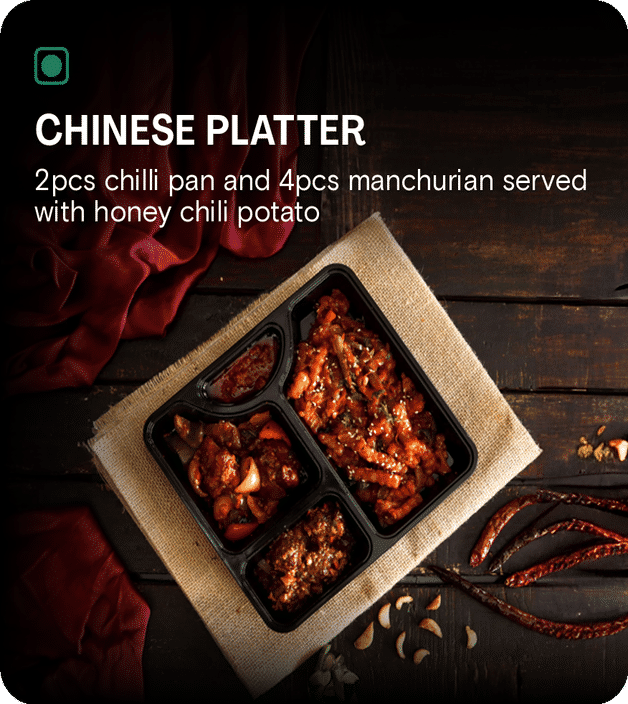 CHINESE PLATTER
2pcs chilli pan and 4pcs manchurian served
with honey chili potato